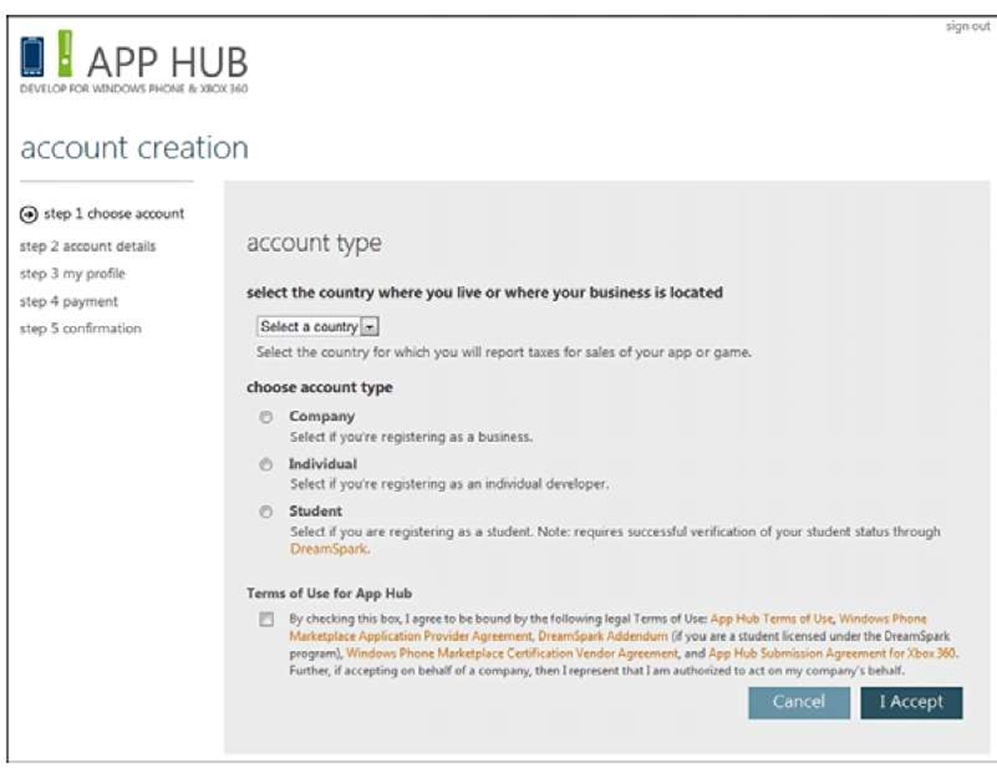 sign out
APP HUB
DEVELOP FOR WINDOWS PHONE & XBOX 360
account creation
step 1 choose account
step 2 account details
step 3 my profile
step 4 payment
step 5 confirmation
account type
select the country where you live or where your business is located
Select a country
Select the country for which you will report taxes for sales of your app or game.
choose account type
Company
Select if you're registering as a business.
Individual
Select if you're registering as an individual developer.
Student
Select if you are registering as a student. Note: requires successful verification of your student status through
DreamSpark.
Terms of Use for App Hub
By checking this box, I agree to be bound by the following legal Terms of Use: App Hub Terms of Use, Windows Phone
Marketplace Application Provider Agreement, DreamSpark Addendum (if you are a student licensed under the DreamSpark
program), Windows Phone Marketplace Certification Vendor Agreement, and App Hub Submission Agreement for Xbox 360.
Further, if accepting on behalf of a company, then I represent that I am authorized to act on my company's behalf.
Cancel
I Accept